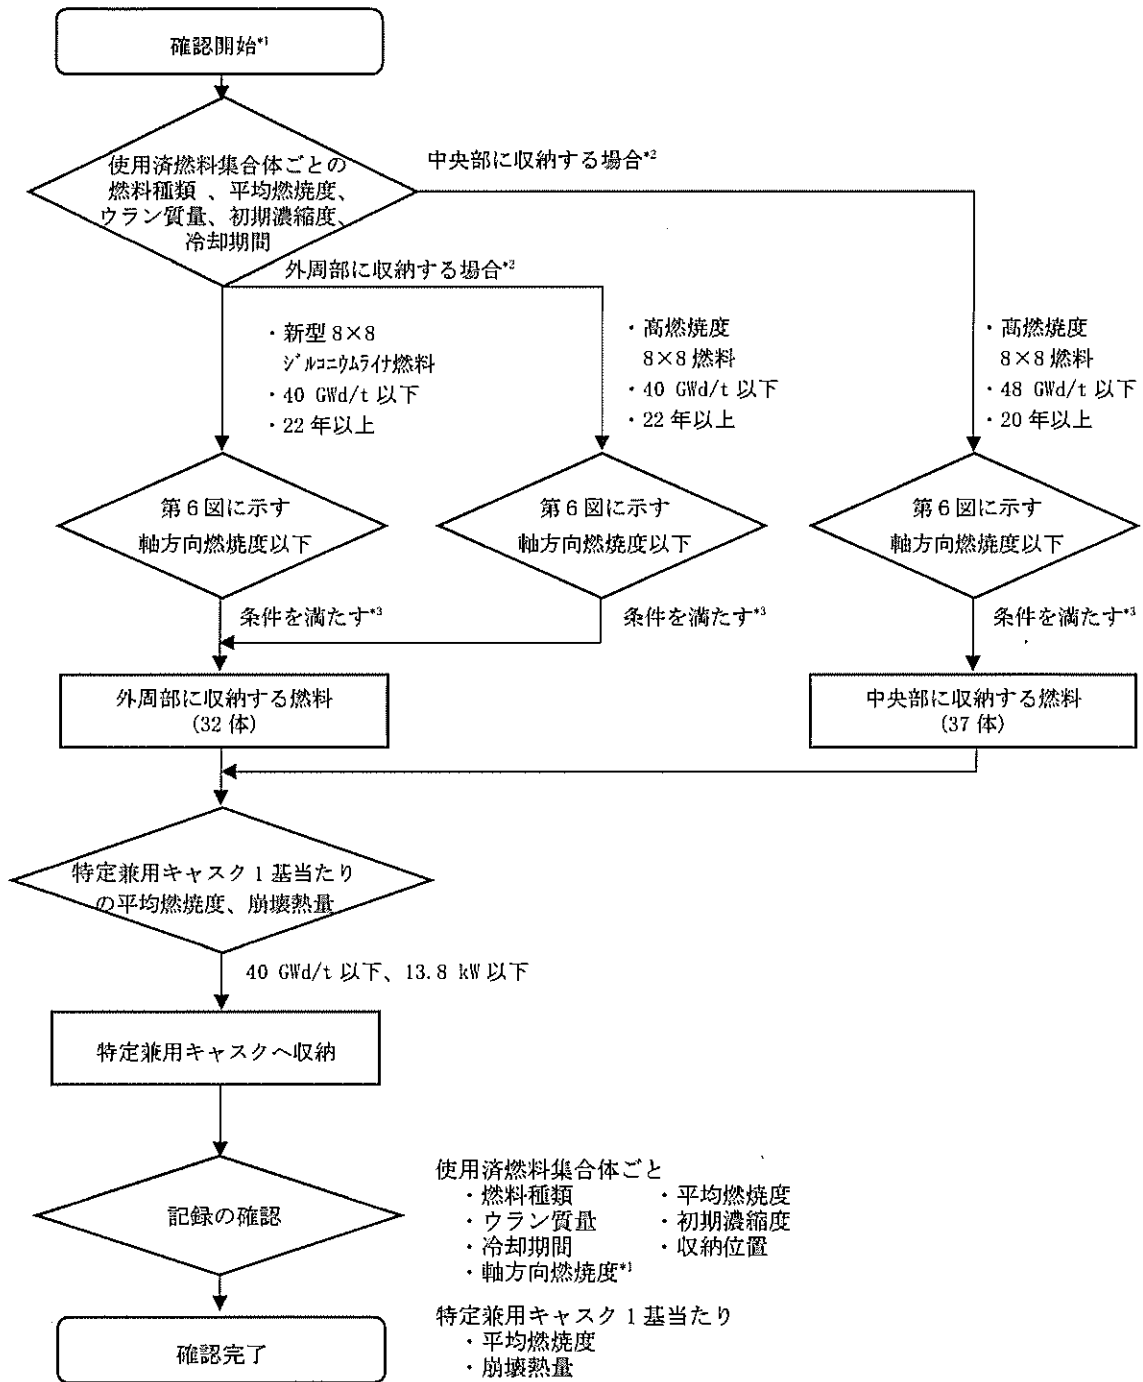 確認開始*1
使用済燃料集合体ごとの
燃料種類、平均燃焼度、
ウラン質量、初期濃縮度、
冷却期間
中央部に収納する場合*2
外周部に収納する場合*2
・新型 8×8
ジルコニウムライナ燃料
・40 GWd/t 以下
・22 年以上
・高燃焼度
8×8 燃料
・40 GWd/t 以下
・22 年以上
・高燃焼度
8×8 燃料
・48 GWd/t 以下
・20 年以上
第6図に示す
軸方向燃焼度以下
第6図に示す
軸方向燃焼度以下
第6図に示す
軸方向燃焼度以下
条件を満たす*3
条件を満たす*3
条件を満たす*3
外周部に収納する燃料
(32 体)
中央部に収納する燃料
(37 体)
特定兼用キャスク 1 基当たり
の平均燃焼度、崩壊熱量
40 GWd/t 以下、13.8 kW 以下
特定兼用キャスクへ収納
記録の確認
使用済燃料集合体ごと
・燃料種類 ・平均燃焼度
・ウラン質量 ・初期濃縮度
・冷却期間 ・収納位置
・軸方向燃焼度*1
特定兼用キャスク 1 基当たり
・平均燃焼度
・崩壊熱量
確認完了